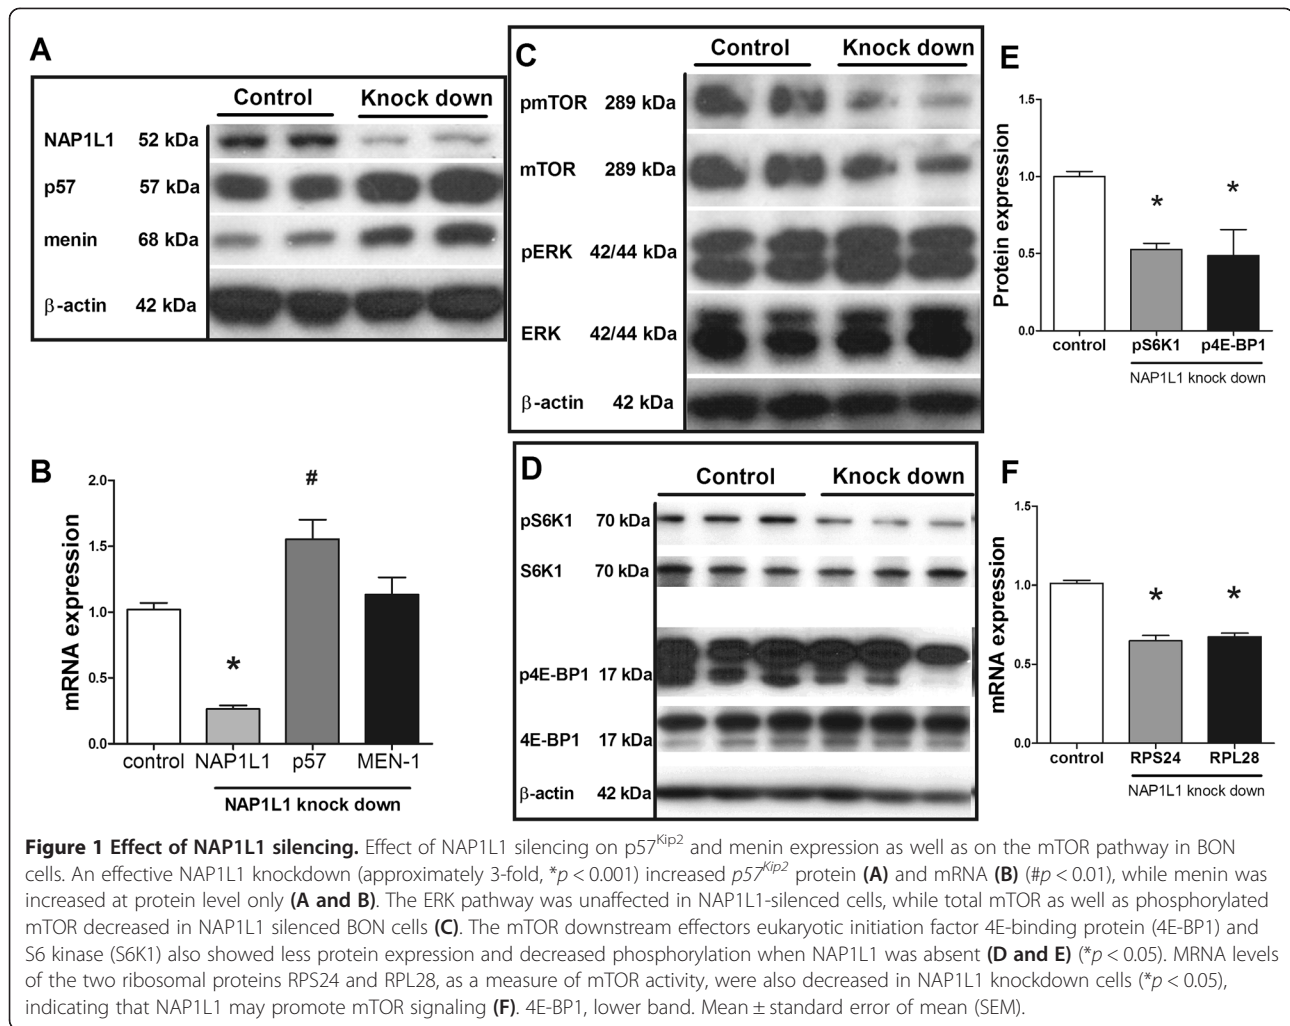 A
Control Knock down
NAP1L1 52 kDa
p57 57 kDa
menin 68 kDa
β-actin 42 kDa
B
mRNA expression
2.0
1.5
1.0
0.5
0.0
#
*
control NAP1L1 p57 MEN-1
NAP1L1 knock down
C
Control Knock down
pmTOR 289 kDa
mTOR 289 kDa
pERK 42/44 kDa
ERK 42/44 kDa
β-actin 42 kDa
D
Control Knock down
pS6K1 70 kDa
S6K1 70 kDa
p4E-BP1 17 kDa
4E-BP1 17 kDa
β-actin 42 kDa
E
Protein expression
1.5
1.0
0.5
0.0
* *
control pS6K1 p4E-BP1
NAP1L1 knock down
F
mRNA expression
1.5
1.0
0.5
0.0
* *
control RPS24 RPL28
NAP1L1 knock down
Figure 1 Effect of NAP1L1 silencing. Effect of NAP1L1 silencing on p57Kip2 and menin expression as well as on the mTOR pathway in BON
cells. An effective NAP1L1 knockdown (approximately 3-fold, *p < 0.001) increased p57Kip2 protein (A) and mRNA (B) (#p < 0.01), while menin was
increased at protein level only (A and B). The ERK pathway was unaffected in NAP1L1-silenced cells, while total mTOR as well as phosphorylated
mTOR decreased in NAP1L1 silenced BON cells (C). The mTOR downstream effectors eukaryotic initiation factor 4E-binding protein (4E-BP1) and
S6 kinase (S6K1) also showed less protein expression and decreased phosphorylation when NAP1L1 was absent (D and E) (*p < 0.05). MRNA levels
of the two ribosomal proteins RPS24 and RPL28, as a measure of mTOR activity, were also decreased in NAP1L1 knockdown cells (*p < 0.05),
indicating that NAP1L1 may promote mTOR signaling (F). 4E-BP1, lower band. Mean ± standard error of mean (SEM).